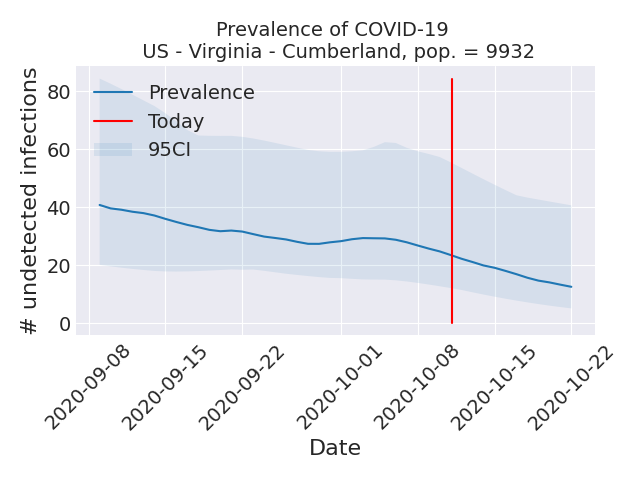 Prevalence of COVID-19
US - Virginia - Cumberland, pop. = 9932
# undetected infections
80
60
40
20
0
Prevalence
Today
95CI
2020-09-08
2020-09-15
2020-09-22
2020-10-01
2020-10-08
2020-10-15
2020-10-22
Date